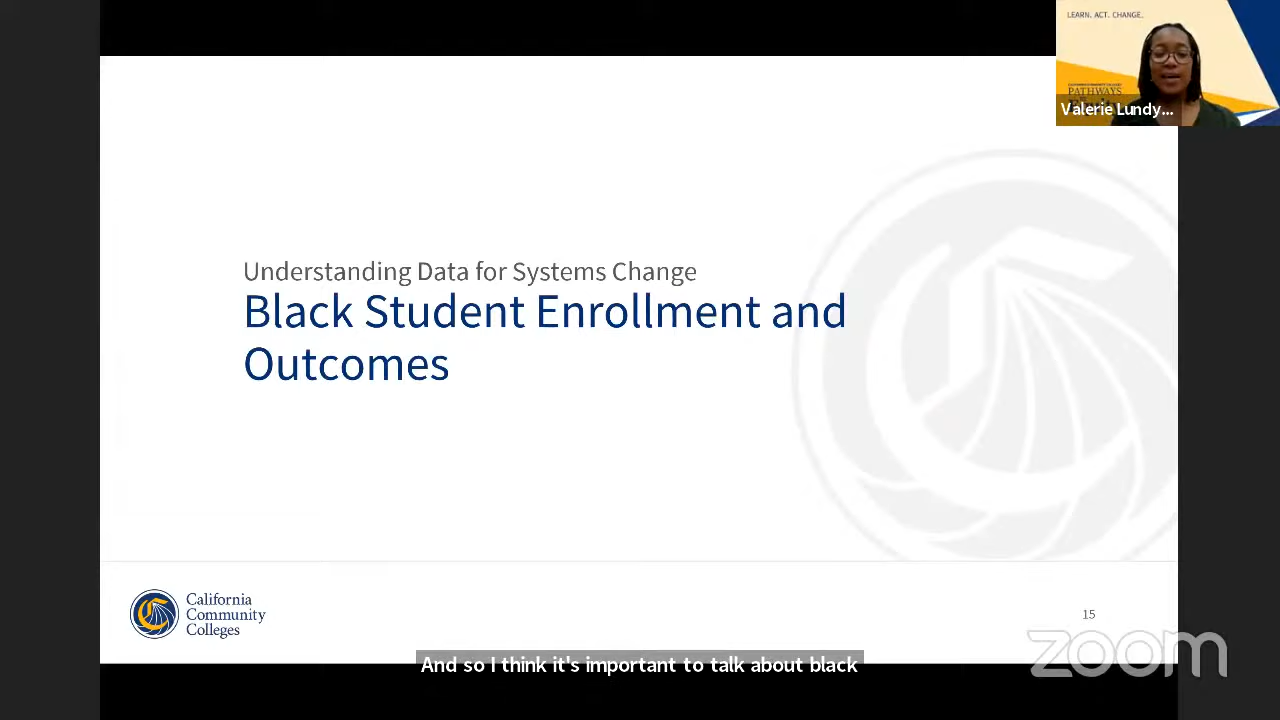 LEARN. ACT. CHANGE.
PATHWAYS
Valerie Lundy...
Understanding Data for Systems Change
Black Student Enrollment and
Outcomes
California
Community
Colleges
15
zoom
And so I think it's important to talk about black